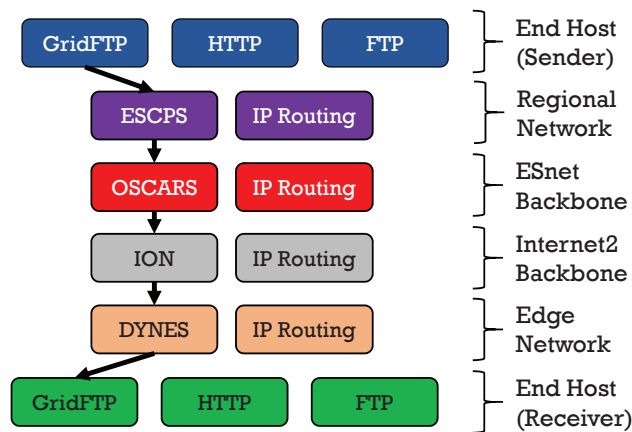 GridFTP HTTP FTP End Host
(Sender)
ESCPS IP Routing Regional
Network
OSCARS IP Routing ESnet
Backbone
ION IP Routing Internet2
Backbone
DYNES IP Routing Edge
Network
GridFTP HTTP FTP End Host
(Receiver)